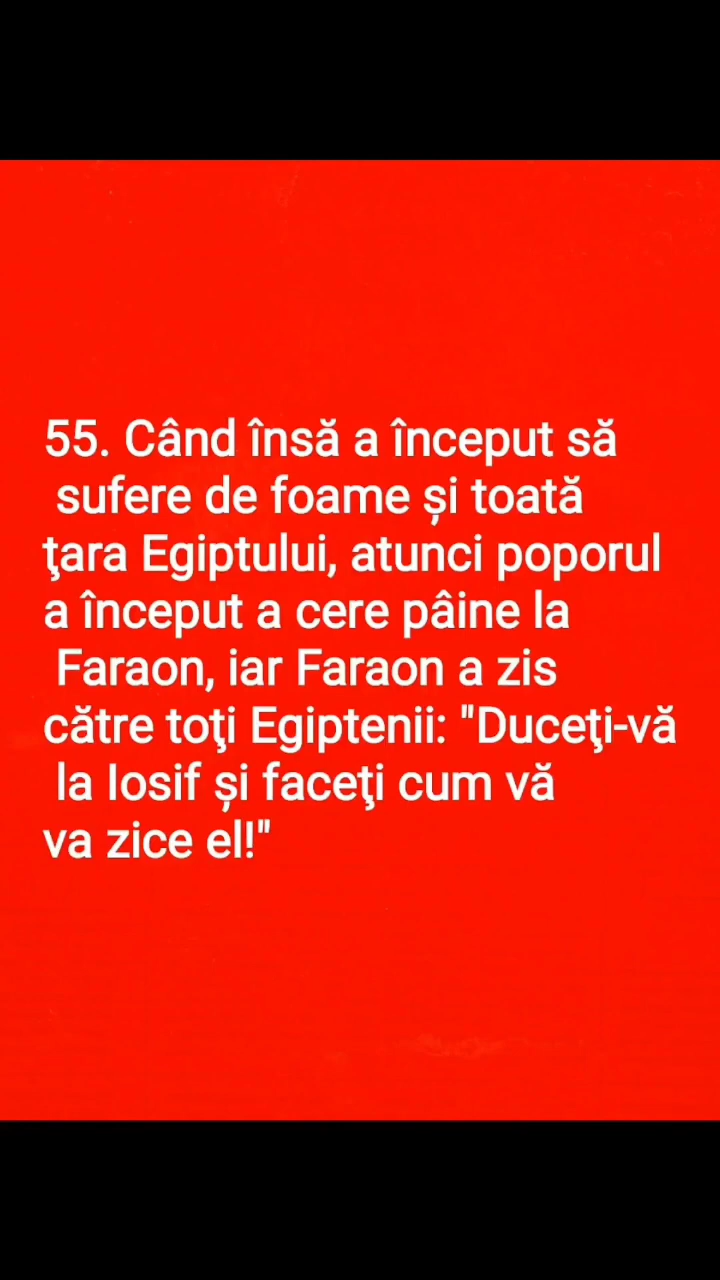 55. Când însă a început să
sufere de foame și toată
ţara Egiptului, atunci poporul
a început a cere pâine la
Faraon, iar Faraon a zis
către toţi Egiptenii: "Duceţi-vă
la Iosif și faceţi cum vă
va zice el!"